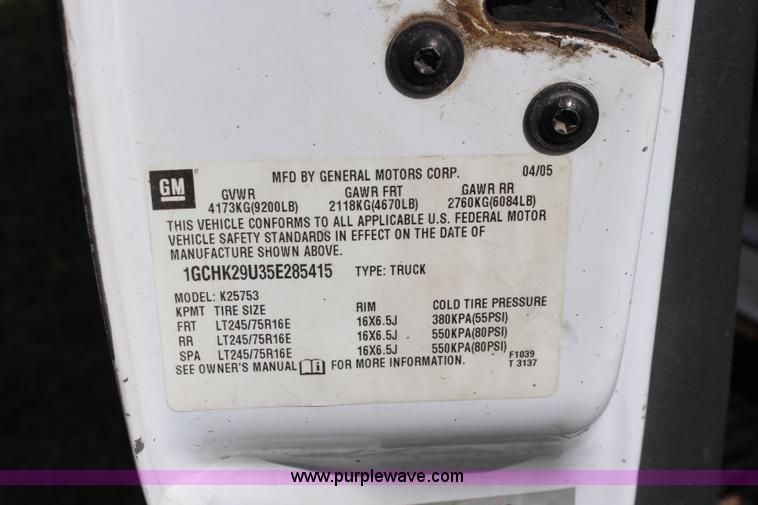 GM
MFD BY GENERAL MOTORS CORP. 04/05
GVWR GAWR FRT GAWR RR
4173KG(9200LB) 2118KG(4670LB) 2760KG(6084LB)
THIS VEHICLE CONFORMS TO ALL APPLICABLE U.S. FEDERAL MOTOR
VEHICLE SAFETY STANDARDS IN EFFECT ON THE DATE OF
MANUFACTURE SHOWN ABOVE.
1GCHK29U35E285415 TYPE: TRUCK
MODEL: K25753
KPMT TIRE SIZE RIM COLD TIRE PRESSURE
FRT LT245/75R16E 16X6.5J 380KPA(55PSI)
RR LT245/75R16E 16X6.5J 550KPA(80PSI)
SPA LT245/75R16E 16X6.5J 550KPA(80PSI)
SEE OWNER'S MANUAL FOR MORE INFORMATION.
F1039
T 3137
www.purplewave.com